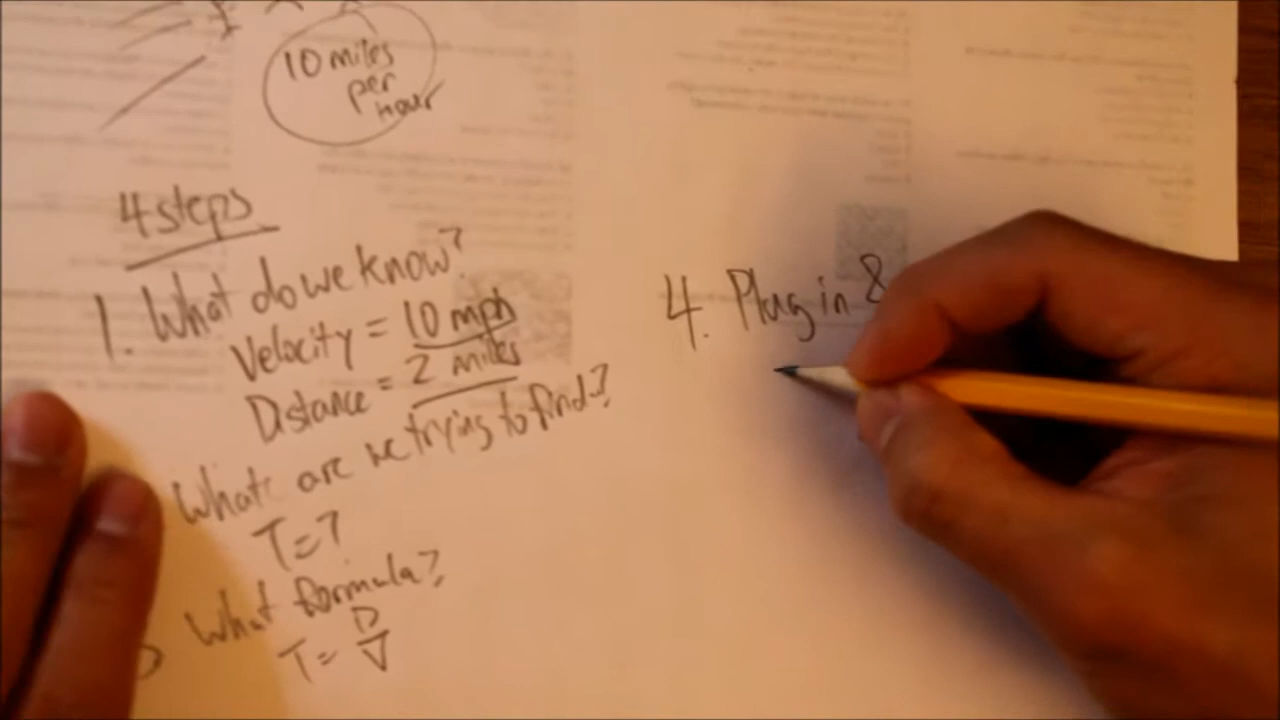 10 miles
per
hour
4 steps
1. What do we know?
Velocity = 10 mph
Distance = 2 miles
What are we trying to find?
T=?
What formula?
T= D
V
4. Plug in &